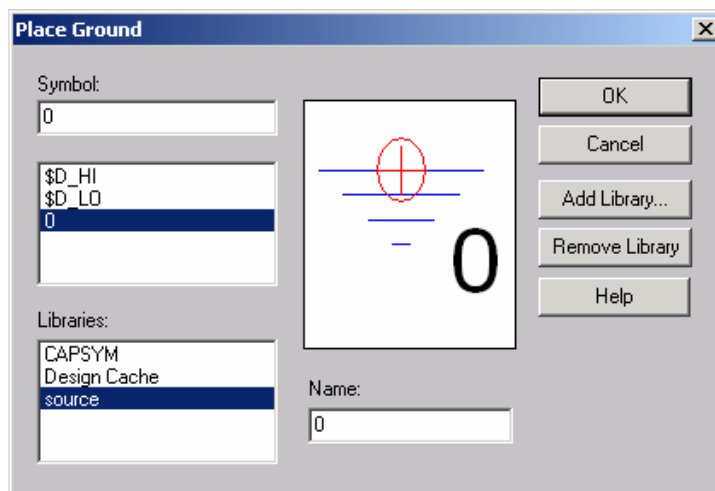 Place Ground
Symbol:
0
$D_HI
$D_LO
0
Libraries:
CAPSYM
Design Cache
source
0
Name:
0
OK
Cancel
Add Library...
Remove Library
Help